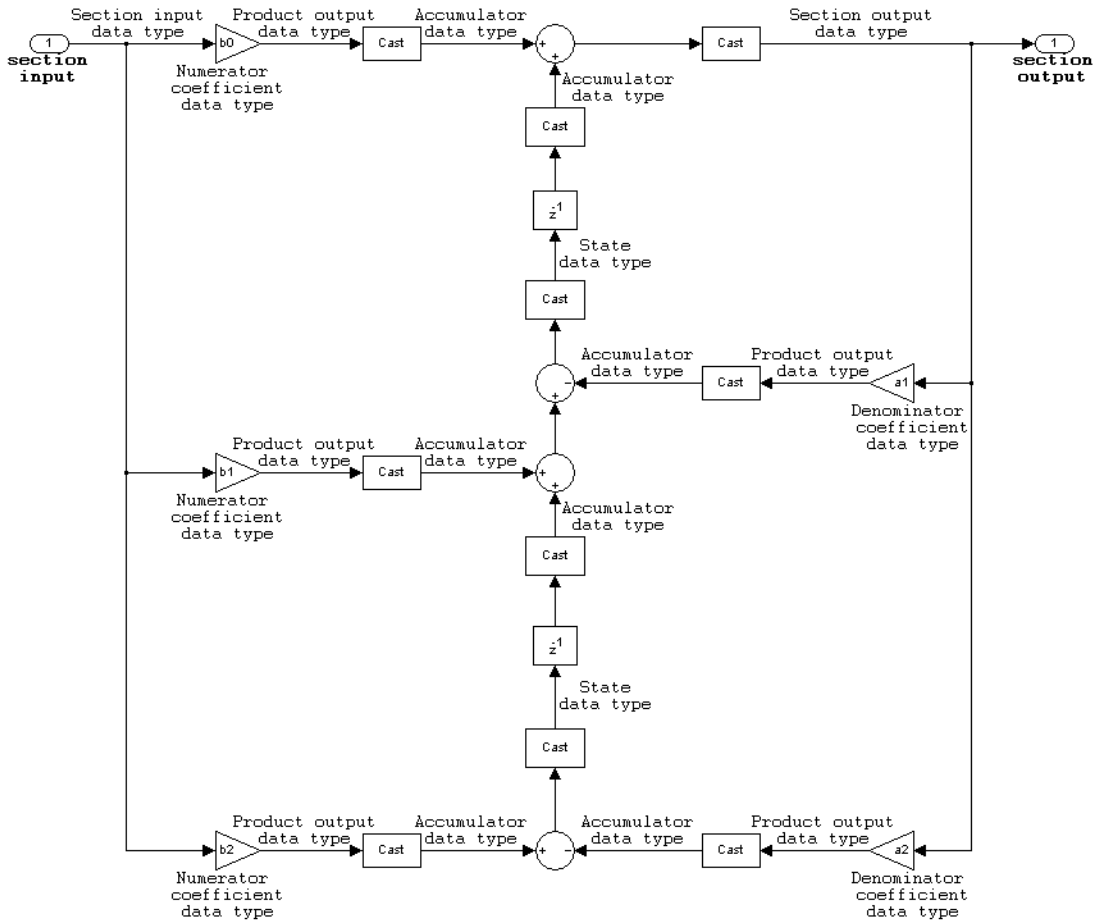 Section input
data type
Product output
data type
Accumulator
data type
Section output
data type
1
section
input
b0
Cast
+
+
Cast
1
section
output
Numerator
coefficient
data type
Accumulator
data type
Cast
z-1
State
data type
Cast
Accumulator
data type
Product output
data type
-
+
Cast
a1
Denominator
coefficient
data type
Product output
data type
Accumulator
data type
b1
Cast
+
+
Numerator
coefficient
data type
Accumulator
data type
Cast
z-1
State
data type
Cast
Product output
data type
Accumulator
data type
Accumulator
data type
Product output
data type
b2
Cast
+
-
Cast
a2
Numerator
coefficient
data type
Denominator
coefficient
data type